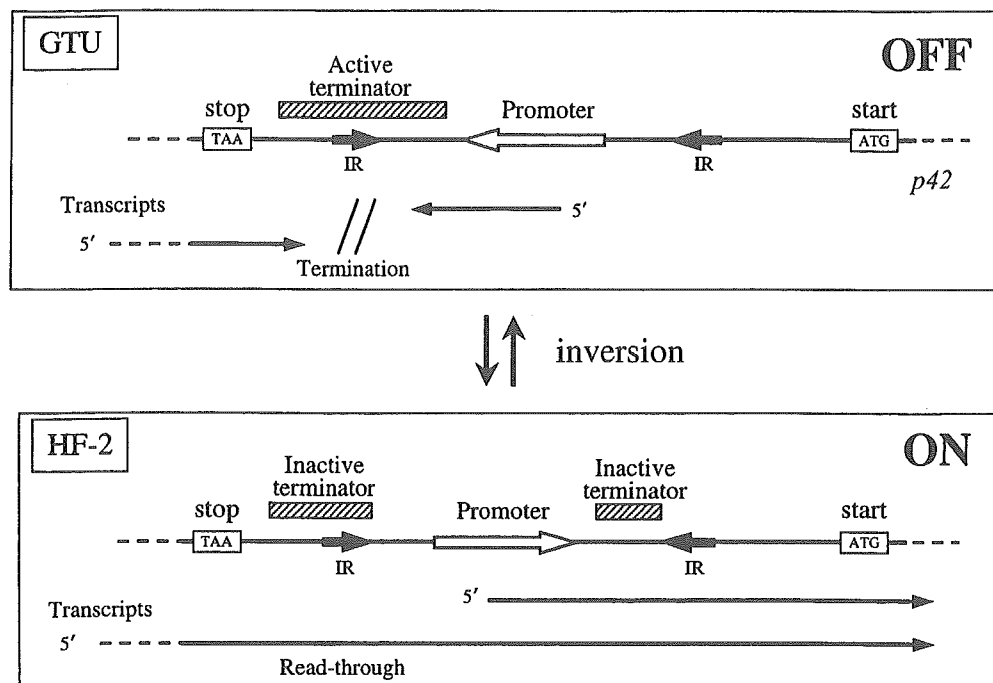 GTU
OFF
Active
terminator
stop
Promoter
start
TAA
ATG
IR
IR
p42
Transcripts
5′
5′
Termination
inversion
HF-2
ON
Inactive
terminator
Inactive
terminator
stop
Promoter
start
TAA
ATG
IR
IR
5′
Transcripts
5′
Read-through